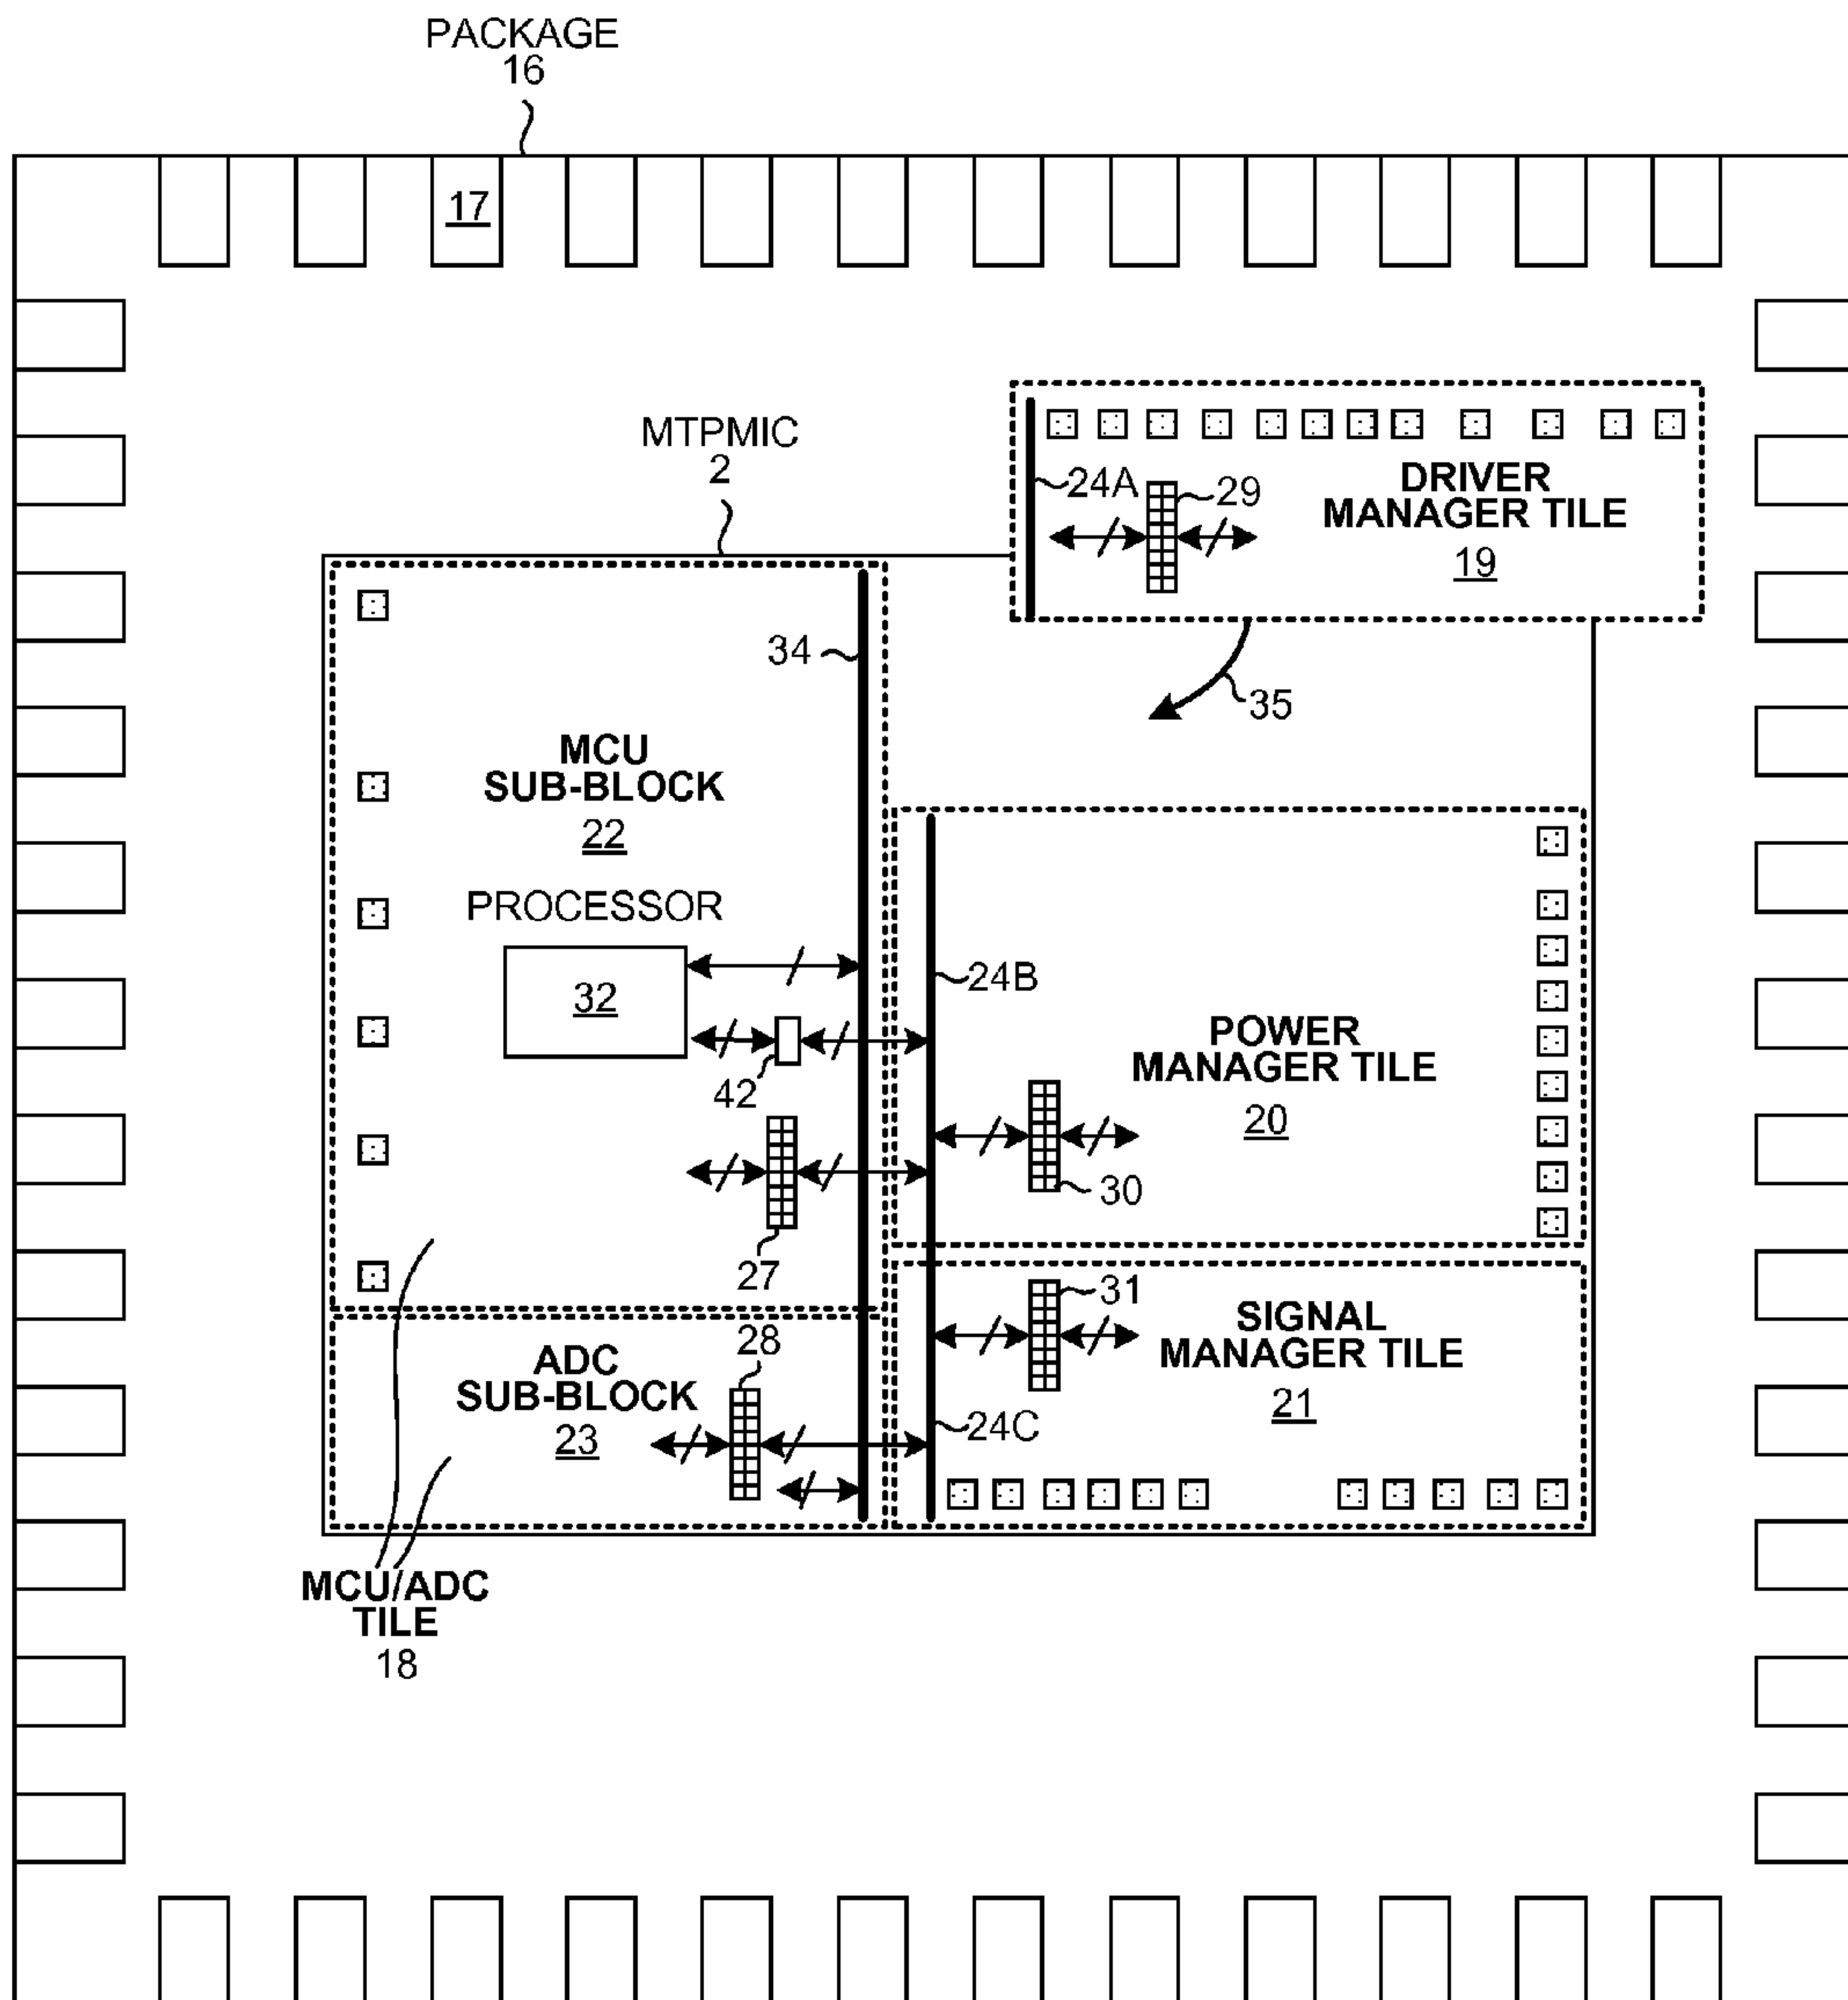 PACKAGE
16
17
MTPMIC
2
24A
29
DRIVER
MANAGER TILE
19
34
35
MCU
SUB-BLOCK
22
PROCESSOR
32
42
27
24B
POWER
MANAGER TILE
20
30
ADC
SUB-BLOCK
23
28
31
SIGNAL
MANAGER TILE
21
24C
MCU/ADC
TILE
18